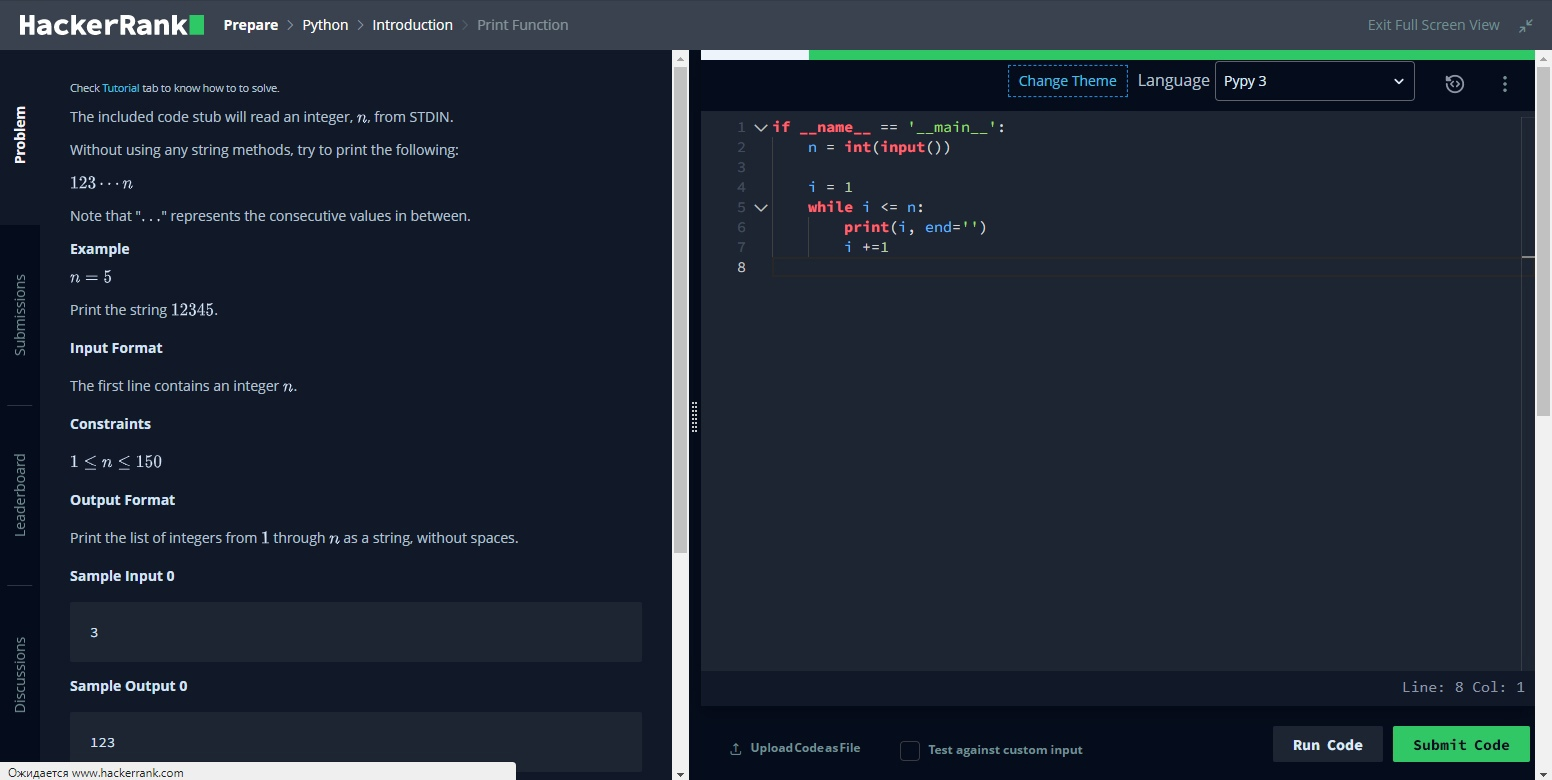 HackerRank Prepare > Python > Introduction > Print Function Exit Full Screen View
Problem
Submissions
Leaderboard
Discussions
Check Tutorial tab to know how to to solve.
The included code stub will read an integer, n, from STDIN.
Without using any string methods, try to print the following:
123⋯n
Note that "..." represents the consecutive values in between.
Example
n = 5
Print the string 12345.
Input Format
The first line contains an integer n.
Constraints
1 ≤ n ≤ 150
Output Format
Print the list of integers from 1 through n as a string, without spaces.
Sample Input 0
3
Sample Output 0
123
Ожидается www.hackerrank.com
Change Theme Language Pypy 3
1 if __name__ == '__main__':
2 n = int(input())
3
4 i = 1
5 while i <= n:
6 print(i, end='')
7 i +=1
8
Line: 8 Col: 1
Upload Code as File Test against custom input Run Code Submit Code